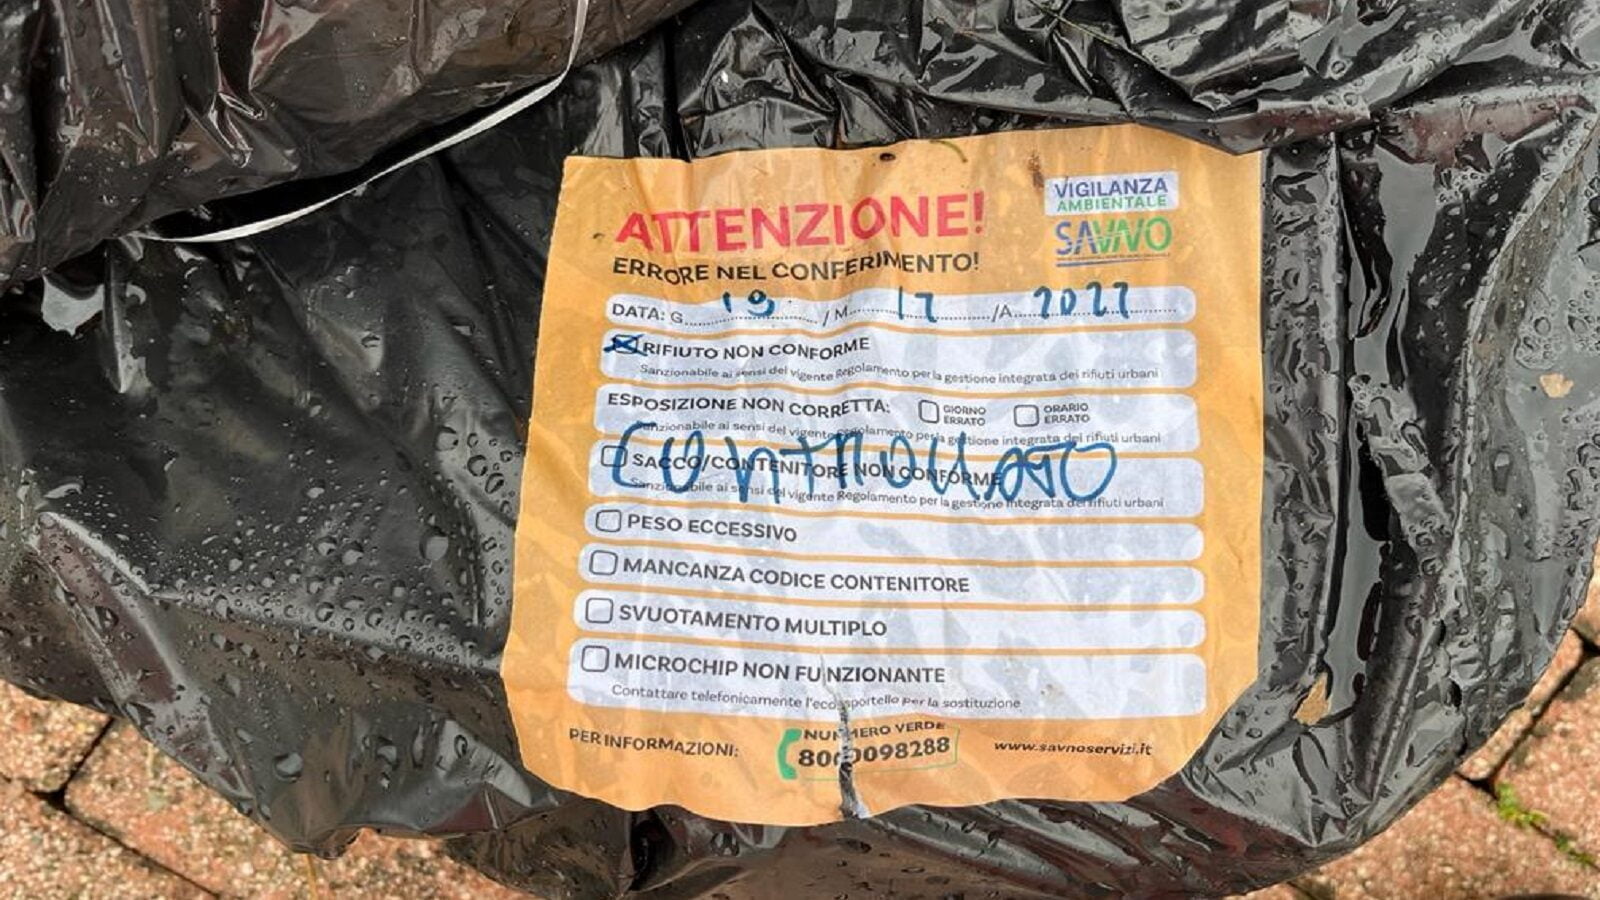 ATTENZIONE!
VIGILANZA
AMBIENTALE
SAVNO
ERRORE NEL CONFERIMENTO!
DATA: G 19 / M 12 /A 2022
RIFIUTO NON CONFORME
Sanzionabile ai sensi del vigente Regolamento per la gestione integrata dei rifiuti urbani
ESPOSIZIONE NON CORRETTA: GIORNO ERRATO ORARIO ERRATO
Sanzionabile ai sensi del vigente Regolamento per la gestione integrata dei rifiuti urbani
CONTROLLATO
SACCO/CONTENITORE NON CONFORME
Sanzionabile ai sensi del vigente Regolamento per la gestione integrata dei rifiuti urbani
PESO ECCESSIVO
MANCANZA CODICE CONTENITORE
SVUOTAMENTO MULTIPLO
MICROCHIP NON FUNZIONANTE
Contattare telefonicamente l'ecosportello per la sostituzione
PER INFORMAZIONI:
NUMERO VERDE
800098288
www.savnoservizi.it